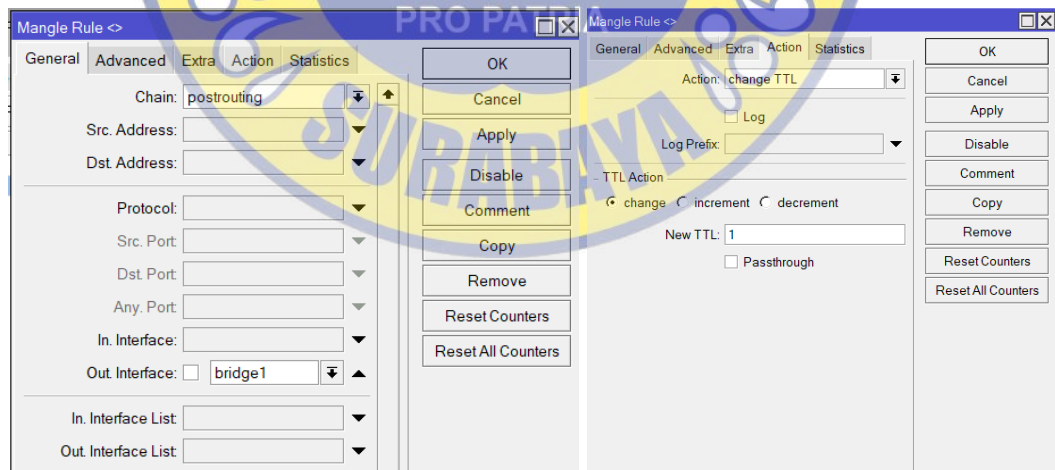 PRO PATRIA
SURABAYA
Mangle Rule <>
General Advanced Extra Action Statistics
Chain: postrouting
Src. Address:
Dst. Address:
Protocol:
Src. Port:
Dst. Port:
Any. Port:
In. Interface:
Out. Interface: bridge1
In. Interface List:
Out. Interface List:
OK
Cancel
Apply
Disable
Comment
Copy
Remove
Reset Counters
Reset All Counters
Mangle Rule <>
General Advanced Extra Action Statistics
Action: change TTL
Log
Log Prefix:
TTL Action
change increment decrement
New TTL: 1
Passthrough
OK
Cancel
Apply
Disable
Comment
Copy
Remove
Reset Counters
Reset All Counters